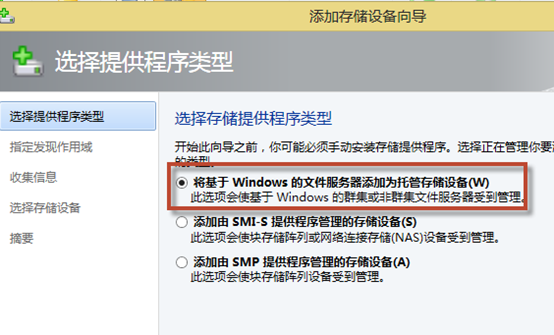 添加存储设备向导
选择提供程序类型
选择提供程序类型
指定发现作用域
收集信息
选择存储设备
摘要
选择存储提供程序类型
开始此向导之前，你可能必须手动安装存储提供程序。选择正在管理你要
的类型。
将基于 Windows 的文件服务器添加为托管存储设备(W)
此选项会使基于 Windows 的群集或非群集文件服务器受到管理。
添加由 SMI-S 提供程序管理的存储设备(S)
此选项会使存储阵列或网络连接存储(NAS)设备受到管理。
添加由 SMP 提供程序管理的存储设备(A)
此选项会使块存储阵列设备受到管理。